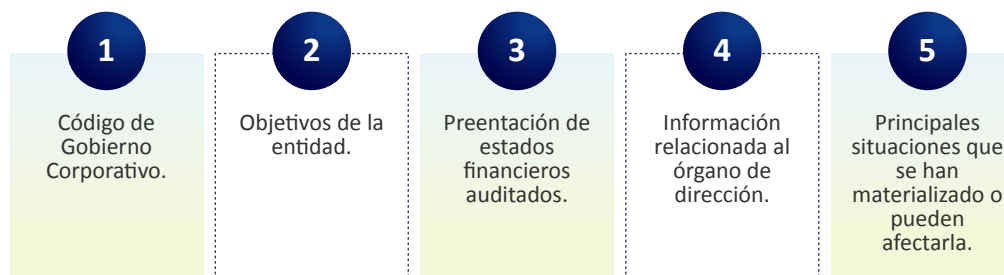 1
Código de
Gobierno
Corporativo.
2
Objetivos de la
entidad.
3
Preentación de
estados
financieros
auditados.
4
Información
relacionada al
órgano de
dirección.
5
Principales
situaciones que
se han
materializado o
pueden
afectarla.